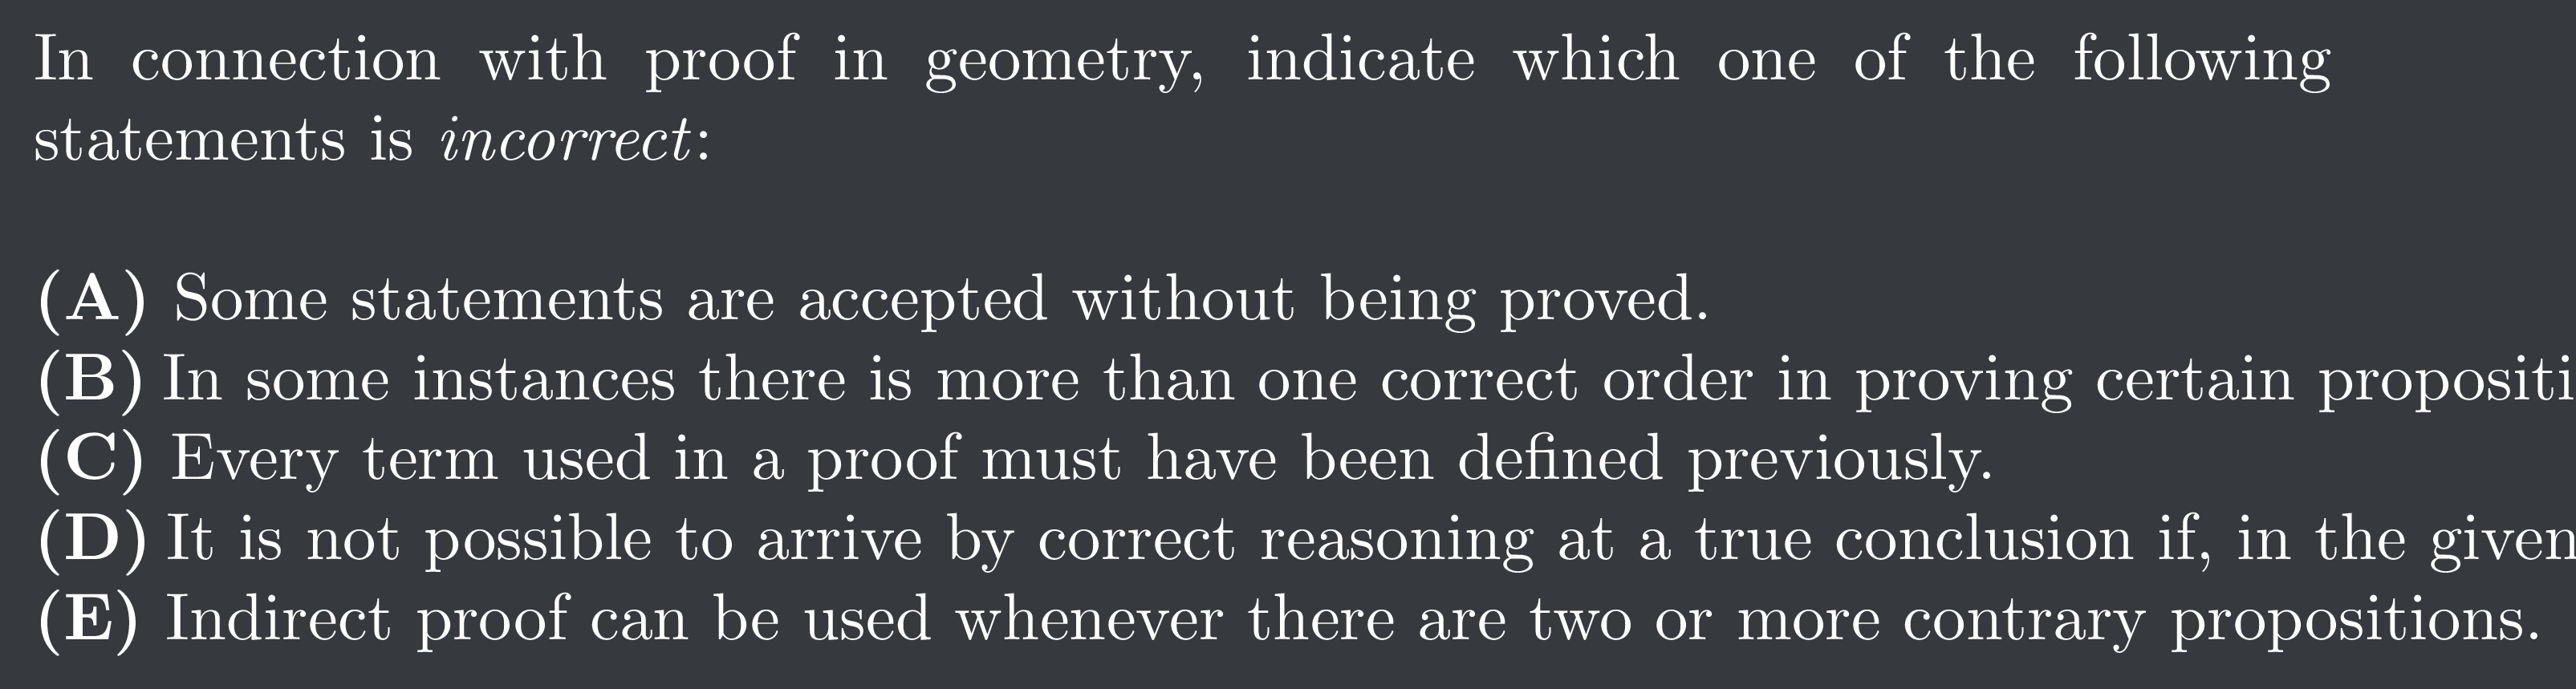 In connection with proof in geometry, indicate which one of the following
statements is incorrect:
(A) Some statements are accepted without being proved.
(B) In some instances there is more than one correct order in proving certain propositi
(C) Every term used in a proof must have been defined previously.
(D) It is not possible to arrive by correct reasoning at a true conclusion if, in the given
(E) Indirect proof can be used whenever there are two or more contrary propositions.